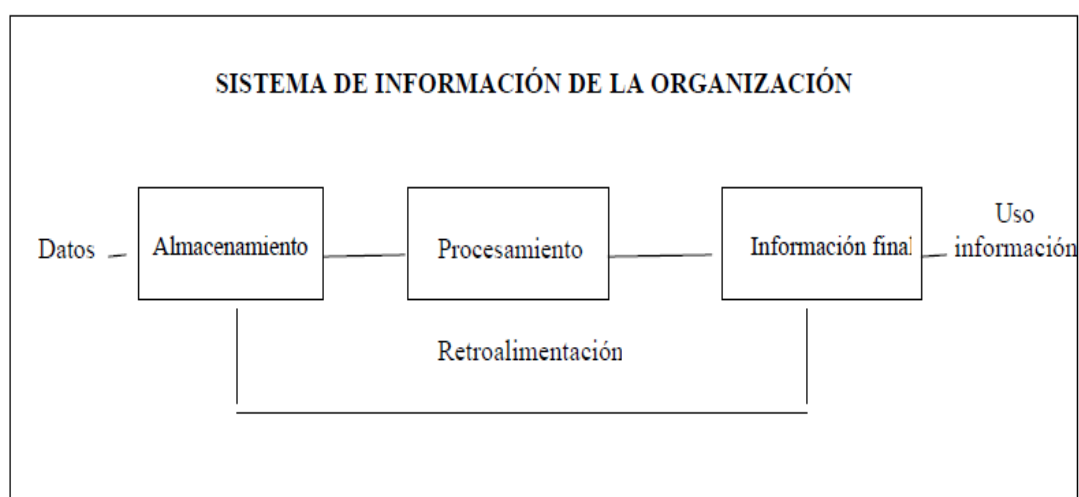 SISTEMA DE INFORMACIÓN DE LA ORGANIZACIÓN
Datos
Almacenamiento
Procesamiento
Información final
Uso
información
Retroalimentación